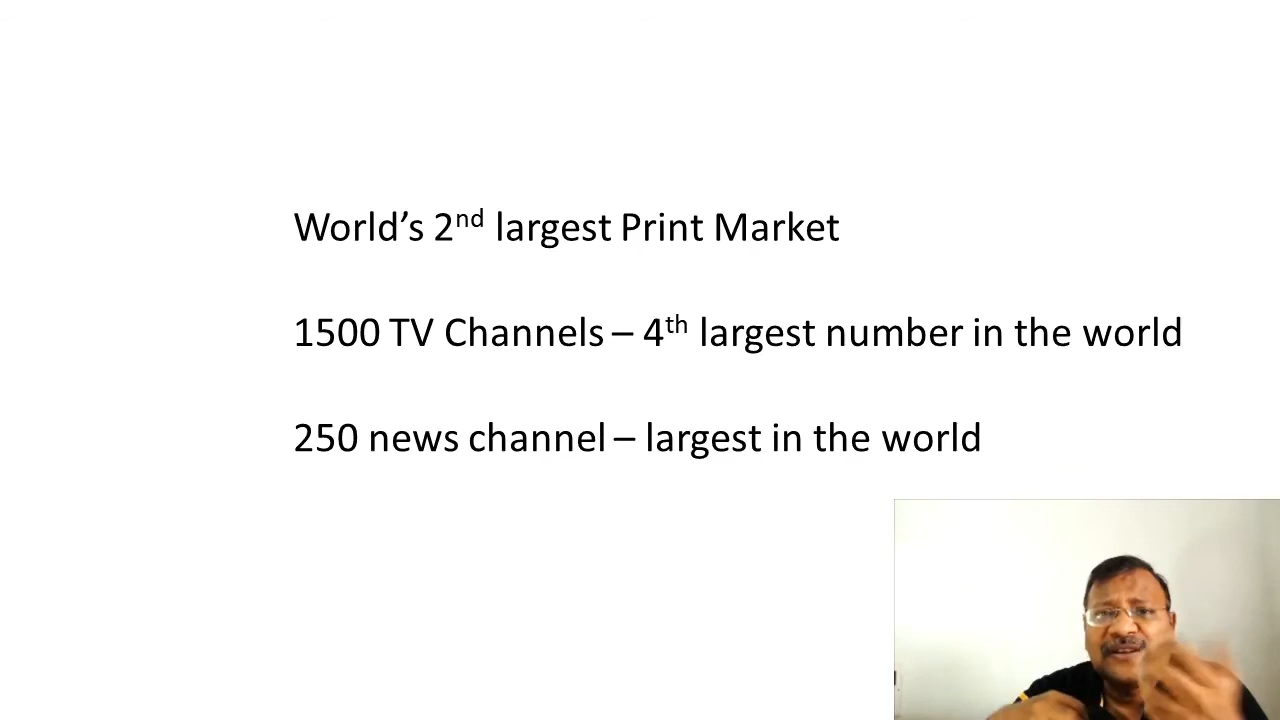 World’s 2nd largest Print Market
1500 TV Channels – 4th largest number in the world
250 news channel – largest in the world